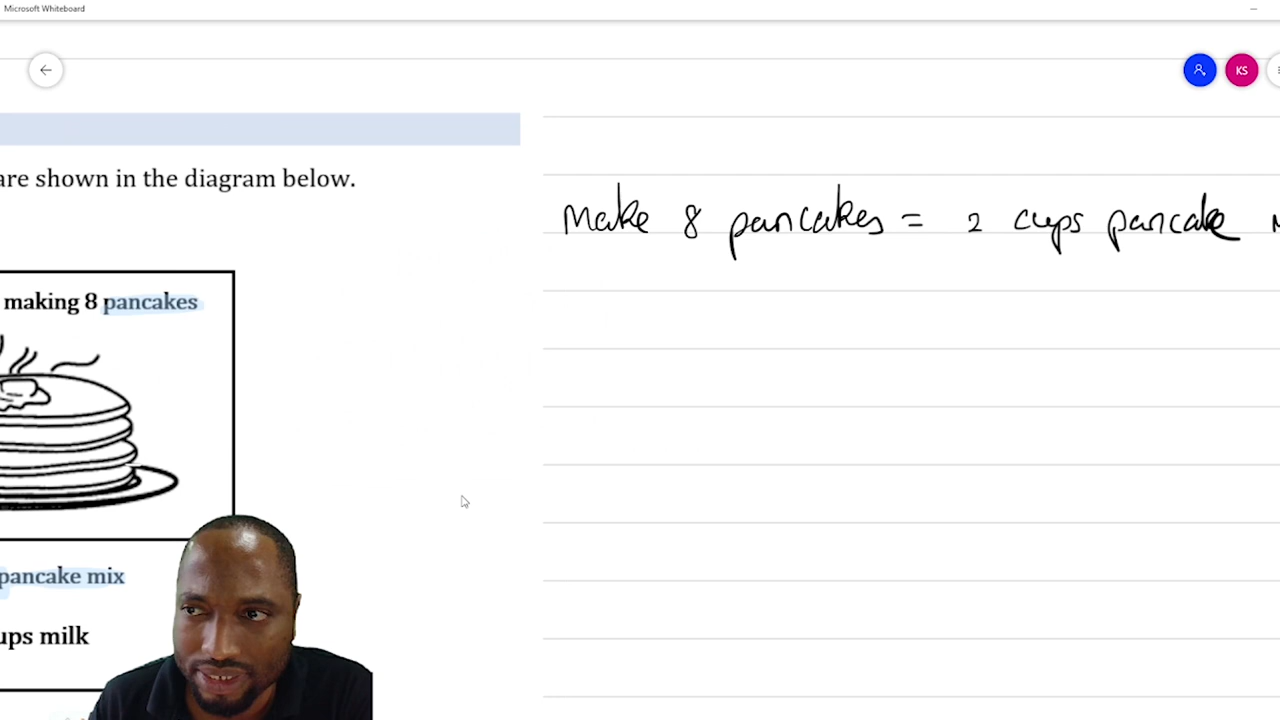 Microsoft Whiteboard
KS
are shown in the diagram below.
Make 8 pancakes = 2 cups pancake
making 8 pancakes
pancake mix
ups milk